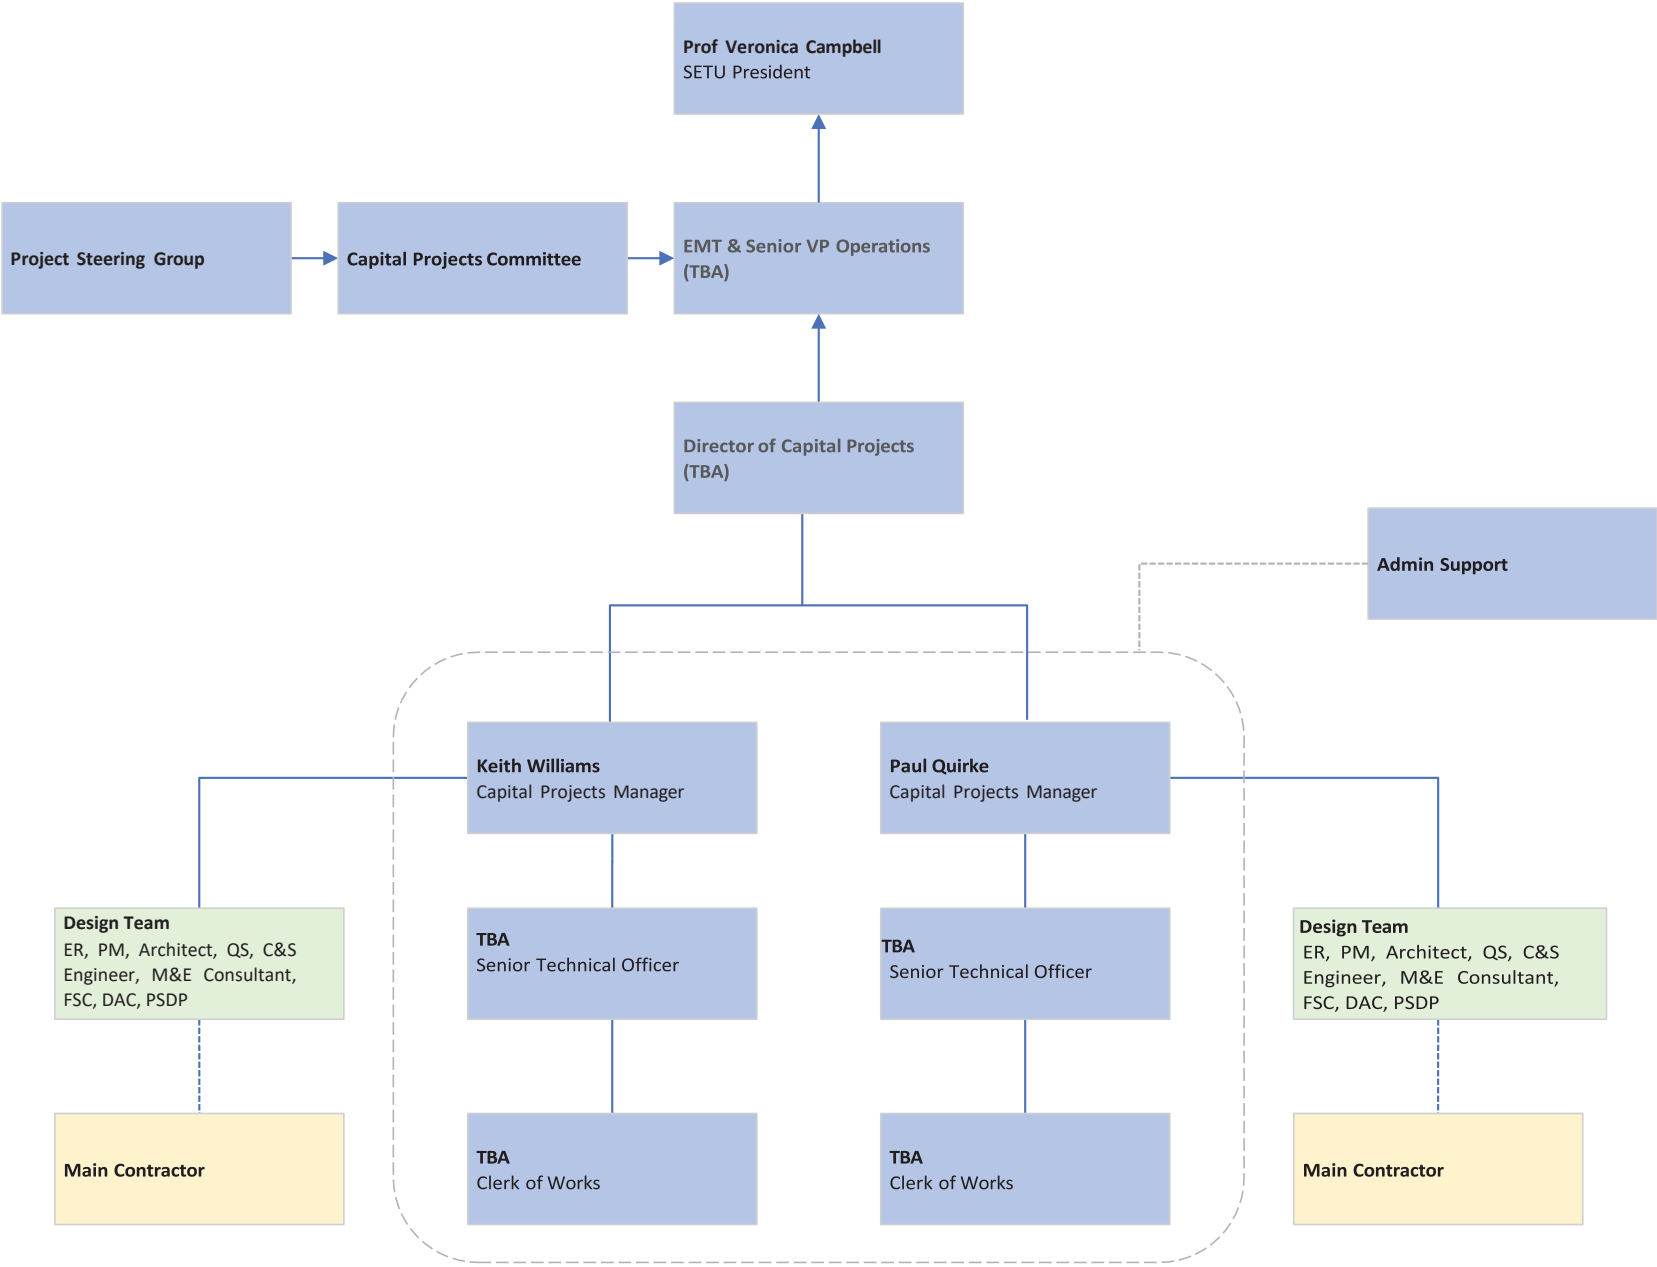 Prof Veronica Campbell
SETU President
Project Steering Group
Capital Projects Committee
EMT & Senior VP Operations
(TBA)
Director of Capital Projects
(TBA)
Admin Support
Keith Williams
Capital Projects Manager
Paul Quirke
Capital Projects Manager
Design Team
ER, PM, Architect, QS, C&S
Engineer, M&E Consultant,
FSC, DAC, PSDP
TBA
Senior Technical Officer
TBA
Senior Technical Officer
Design Team
ER, PM, Architect, QS, C&S
Engineer, M&E Consultant,
FSC, DAC, PSDP
Main Contractor
TBA
Clerk of Works
TBA
Clerk of Works
Main Contractor